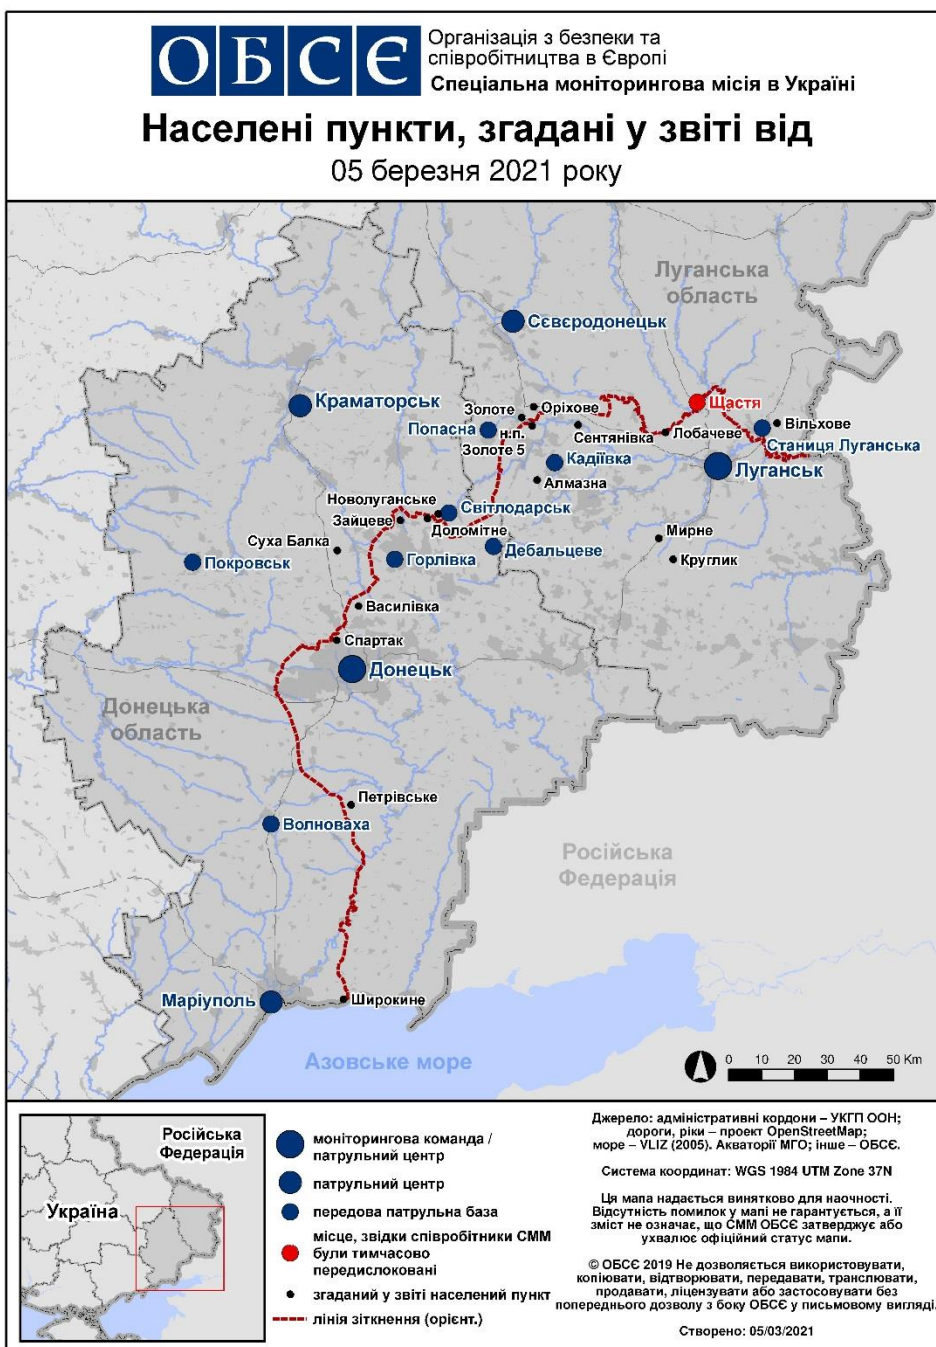 ОБСЄ
Організація з безпеки та
співробітництва в Європі
Спеціальна моніторингова місія в Україні
Населені пункти, згадані у звіті від
05 березня 2021 року
Луганська
область
Сєвєродонецьк
Краматорськ
Щастя
Золоте
Оріхове
Попасна
н.п.
Золоте 5
Сентянівка
Лобачеве
Вільхове
Станиця Луганська
Кадіївка
Луганськ
Алмазна
Новолуганське
Світлодарськ
Зайцеве
Доломітне
Мирне
Суха Балка
Дебальцеве
Горлівка
Покровськ
Круглик
Василівка
Спартак
Донецьк
Донецька
область
Петрівське
Волноваха
Російська
Федерація
Маріуполь
Широкине
Азовське море
0 10 20 30 40 50 Км
Російська
Федерація
Україна
моніторингова команда /
патрульний центр
патрульний центр
передова патрульна база
місце, звідки співробітники СММ
були тимчасово
передислоковані
згаданий у звіті населений пункт
лінія зіткнення (орієнт.)
Джерело: адміністративні кордони – УКГП ООН;
дороги, ріки – проект OpenStreetMap;
море – VLIZ (2005). Акваторії МГО; інше – ОБСЄ.
Система координат: WGS 1984 UTM Zone 37N
Ця мапа надається винятково для наочності.
Відсутність помилок у мапі не гарантується, а її
зміст не означає, що СММ ОБСЄ затверджує або
ухвалює офіційний статус мапи.
© ОБСЄ 2019 Не дозволяється використовувати,
копіювати, відтворювати, передавати, транслювати,
продавати, ліцензувати або застосовувати без
попереднього дозволу з боку ОБСЄ у письмовому вигляді.
Створено: 05/03/2021